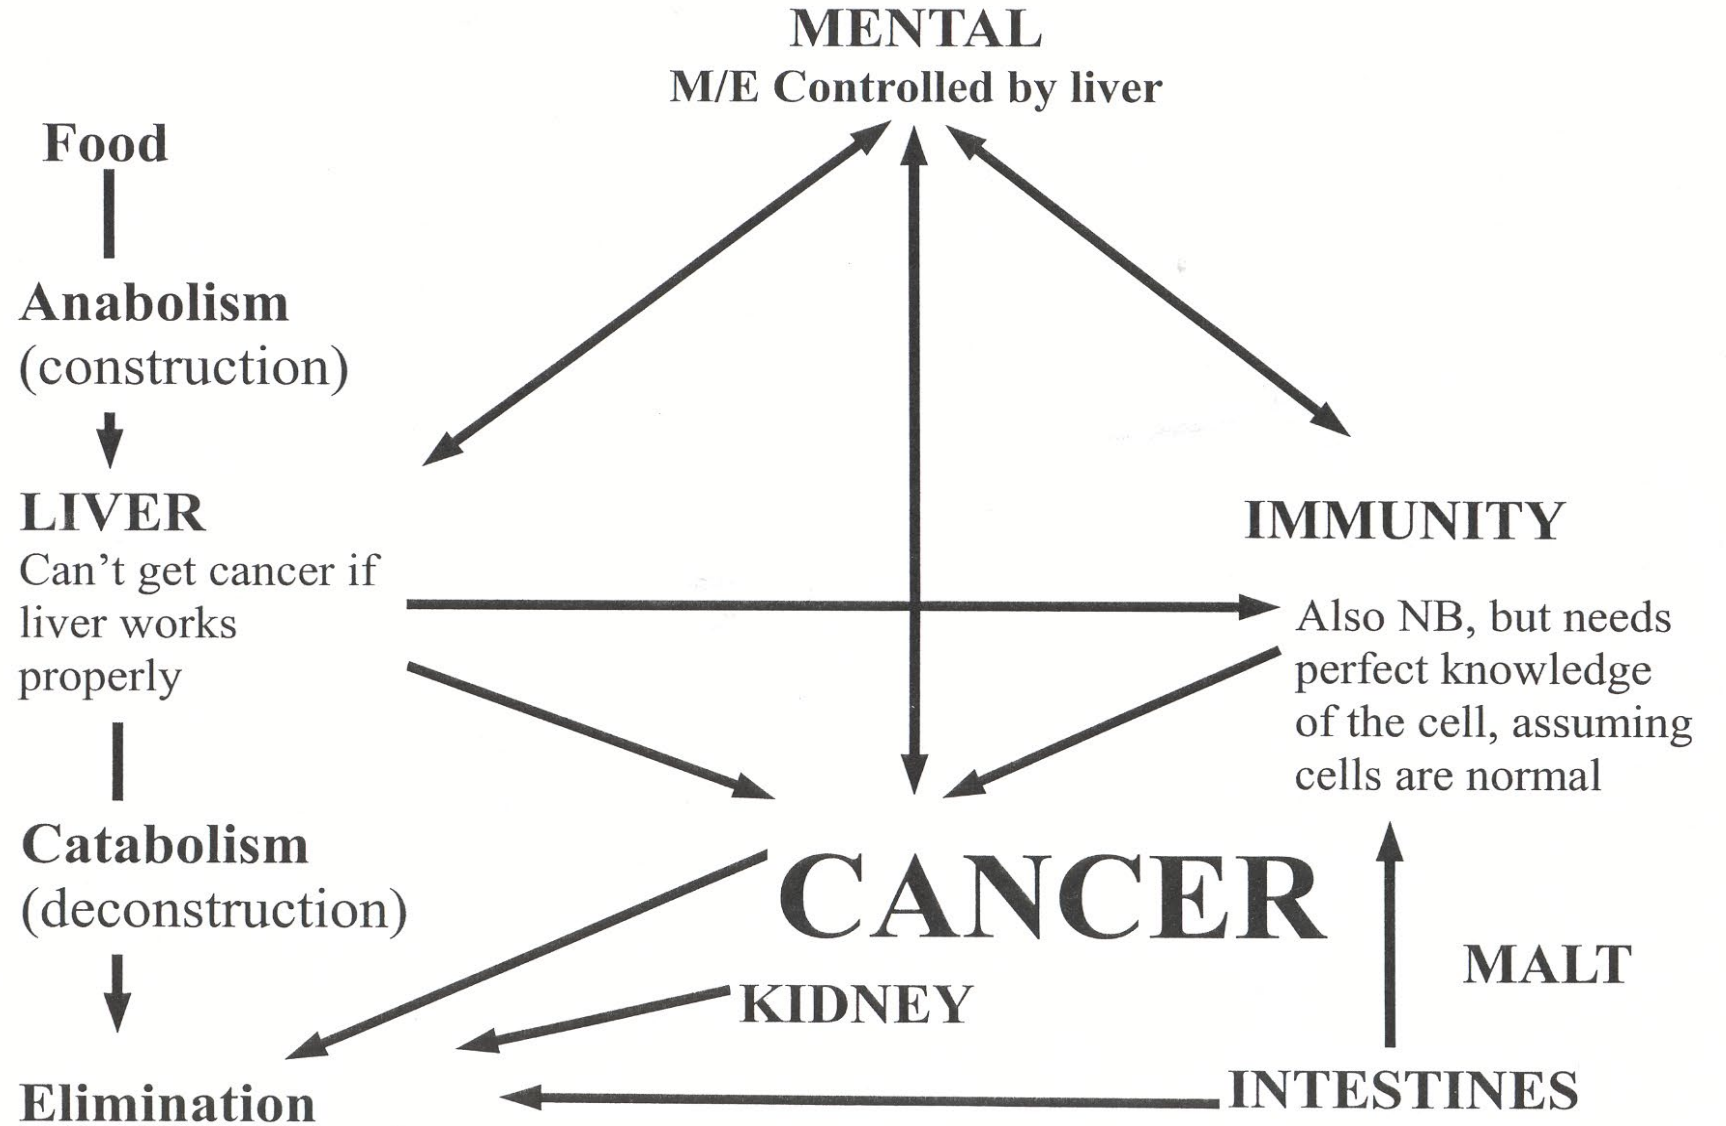 MENTAL
M/E Controlled by liver
Food
Anabolism
(construction)
LIVER
Can't get cancer if
liver works
properly
IMMUNITY
Also NB, but needs
perfect knowledge
of the cell, assuming
cells are normal
Catabolism
(deconstruction)
CANCER
MALT
KIDNEY
INTESTINES
Elimination